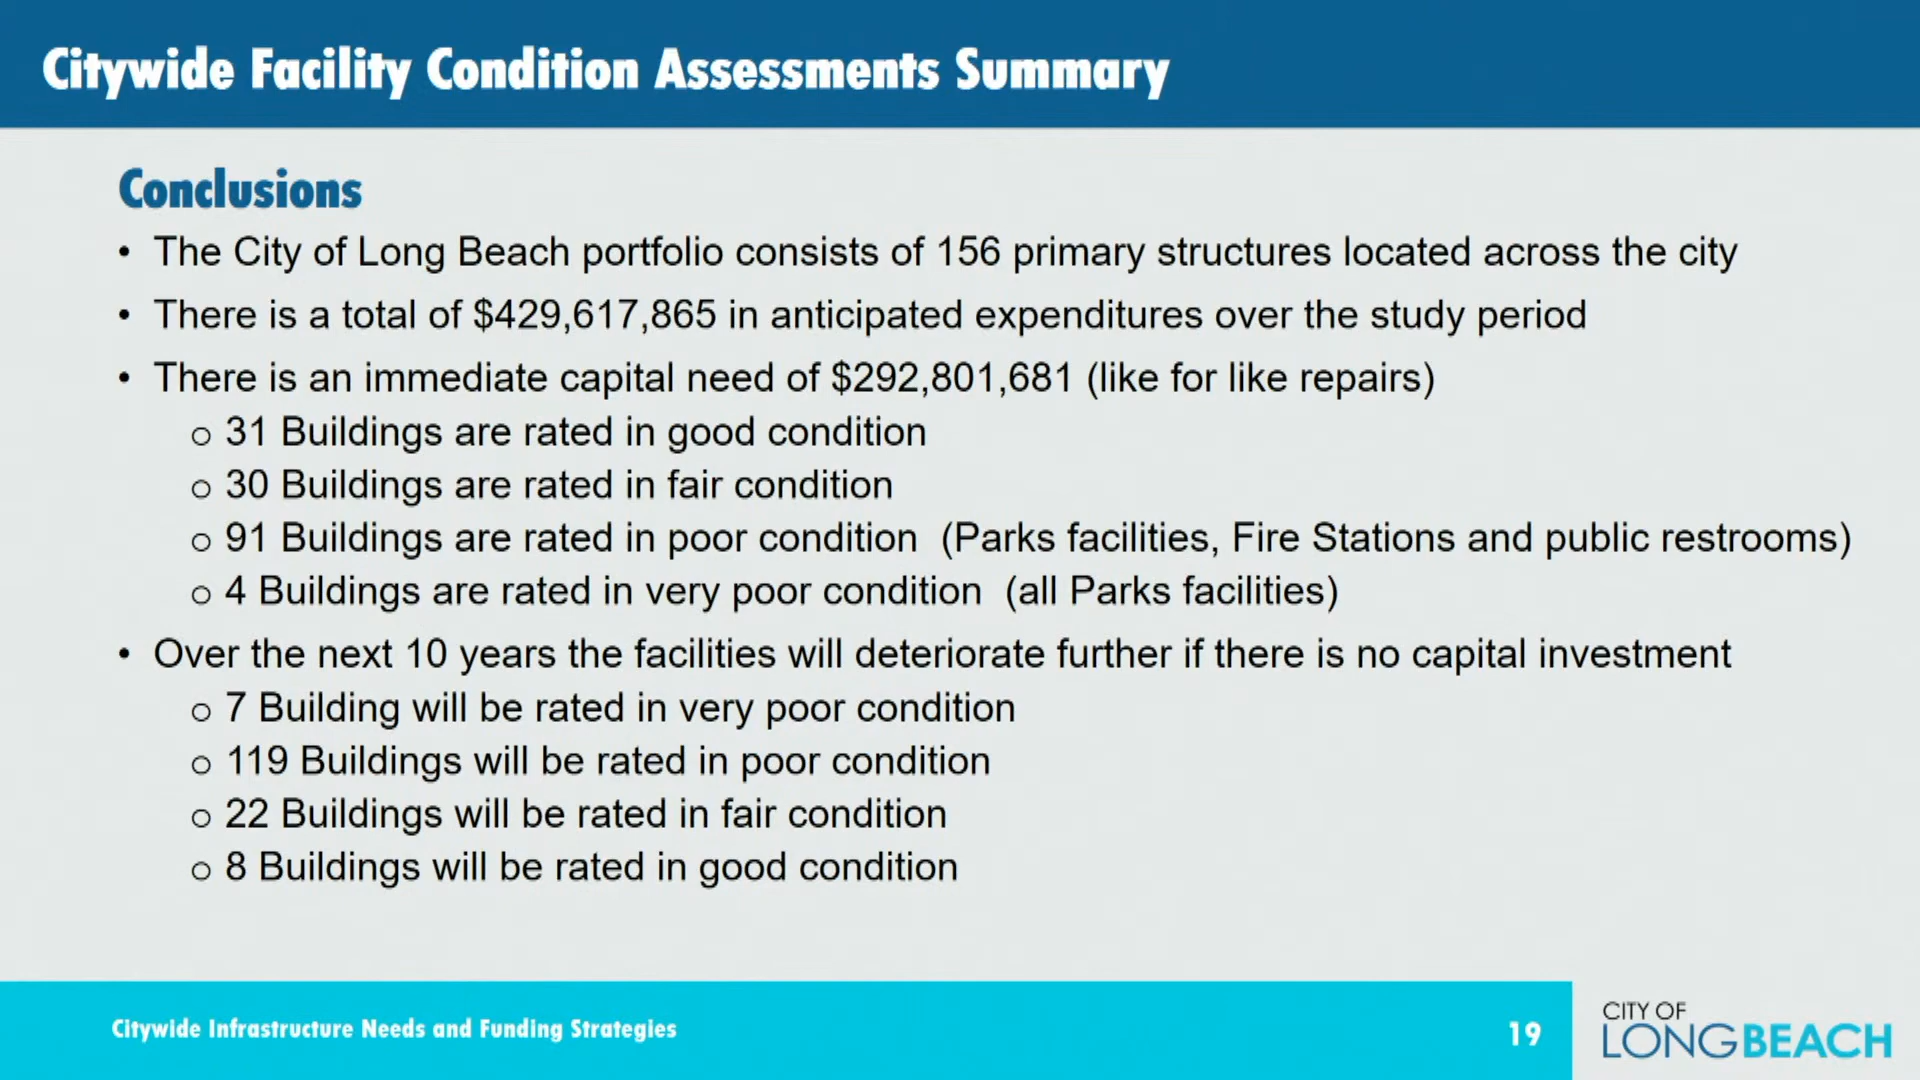 Citywide Facility Condition Assessments Summary
Conclusions
• The City of Long Beach portfolio consists of 156 primary structures located across the city
• There is a total of $429,617,865 in anticipated expenditures over the study period
• There is an immediate capital need of $292,801,681 (like for like repairs)
o 31 Buildings are rated in good condition
o 30 Buildings are rated in fair condition
o 91 Buildings are rated in poor condition (Parks facilities, Fire Stations and public restrooms)
o 4 Buildings are rated in very poor condition (all Parks facilities)
• Over the next 10 years the facilities will deteriorate further if there is no capital investment
o 7 Building will be rated in very poor condition
o 119 Buildings will be rated in poor condition
o 22 Buildings will be rated in fair condition
o 8 Buildings will be rated in good condition
Citywide Infrastructure Needs and Funding Strategies
19
CITY OF
LONGBEACH